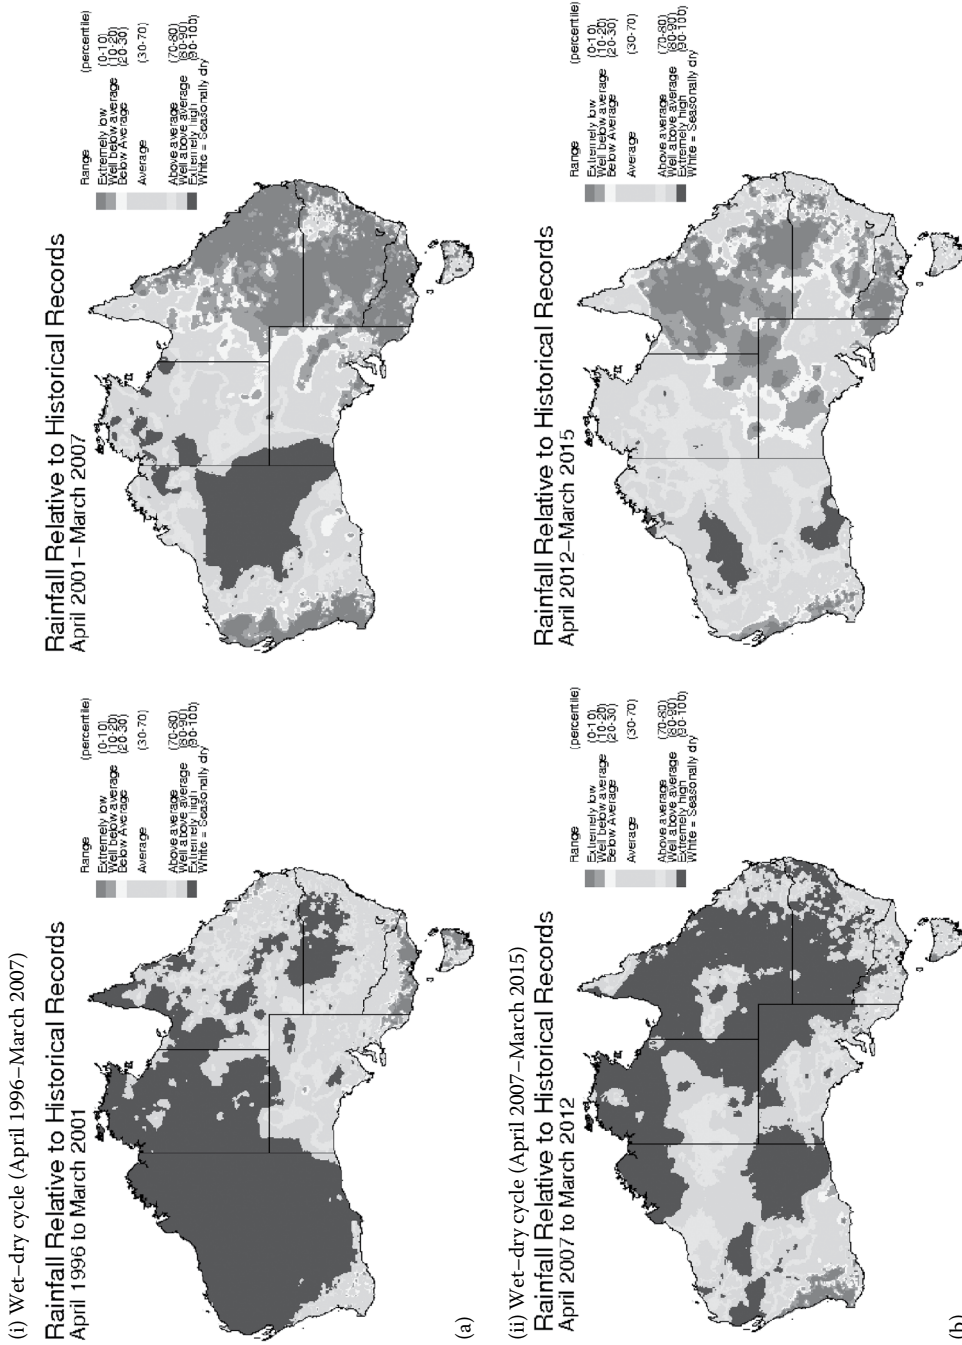 (i) Wet–dry cycle (April 1996–March 2007)
Rainfall Relative to Historical Records
April 1996 to March 2001
Range (percentile)
Extremely low (0-10)
Well below average (10-20)
Below Average (20-30)
Average (30-70)
Above average (70-80)
Well above average (80-90)
Extremely high (90-100)
White = Seasonally dry
Rainfall Relative to Historical Records
April 2001–March 2007
Range (percentile)
Extremely low (0-10)
Well below average (10-20)
Below Average (20-30)
Average (30-70)
Above average (70-80)
Well above average (80-90)
Extremely high (90-100)
White = Seasonally dry
(a)
(ii) Wet–dry cycle (April 2007–March 2015)
Rainfall Relative to Historical Records
April 2007 to March 2012
Range (percentile)
Extremely low (0-10)
Well below average (10-20)
Below Average (20-30)
Average (30-70)
Above average (70-80)
Well above average (80-90)
Extremely high (90-100)
White = Seasonally dry
Rainfall Relative to Historical Records
April 2012–March 2015
Range (percentile)
Extremely low (0-10)
Well below average (10-20)
Below Average (20-30)
Average (30-70)
Above average (70-80)
Well above average (80-90)
Extremely high (90-100)
White = Seasonally dry
(b)